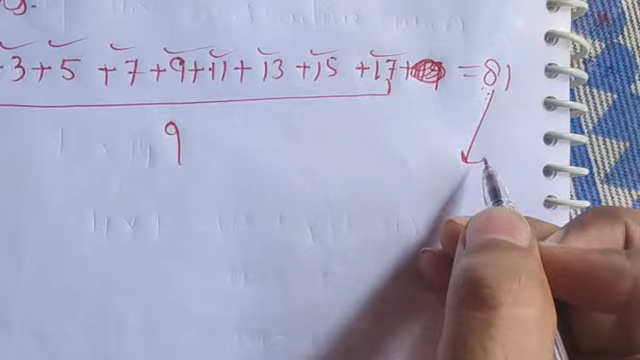 3 + 5 + 7 + 9 + 11 + 13 + 15 + 17 + = 81
9